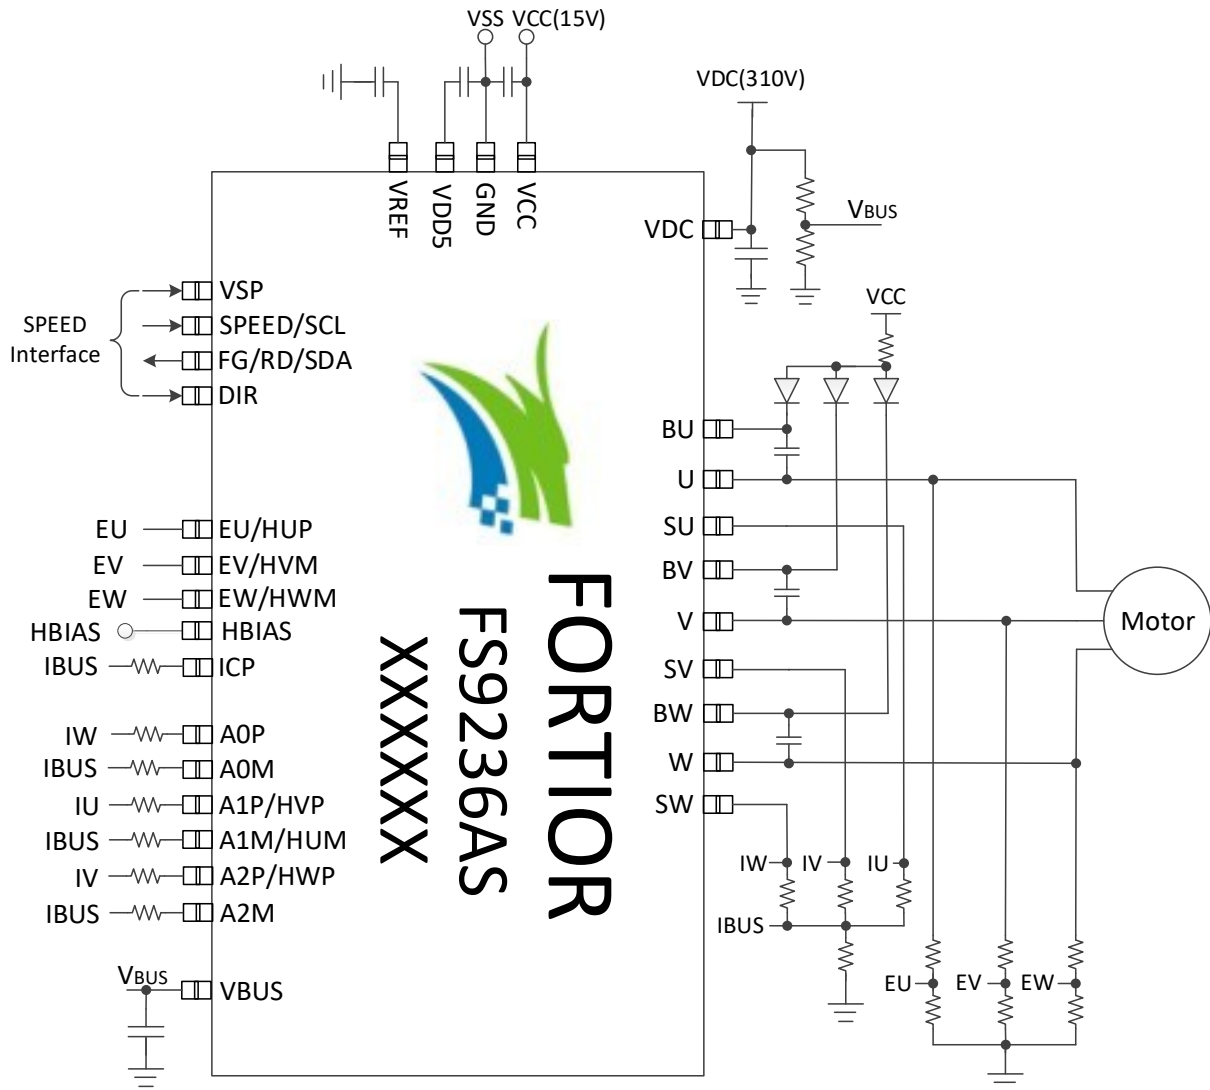 VSS VCC(15V)
VDC(310V)
VREF
VDD5
GND
VCC
VDC
VBUS
VCC
SPEED
Interface
VSP
SPEED/SCL
FG/RD/SDA
DIR
EU EU/HUP
EV EV/HVM
EW EW/HWM
HBIAS HBIAS
IBUS ICP
IW A0P
IBUS A0M
IU A1P/HVP
IBUS A1M/HUM
IV A2P/HWP
IBUS A2M
VBUS VBUS
FORTIOR
FS9236AS
XXXXXXX
BU
U
SU
BV
V
SV
BW
W
SW
Motor
IW IV IU
IBUS
EU EV EW